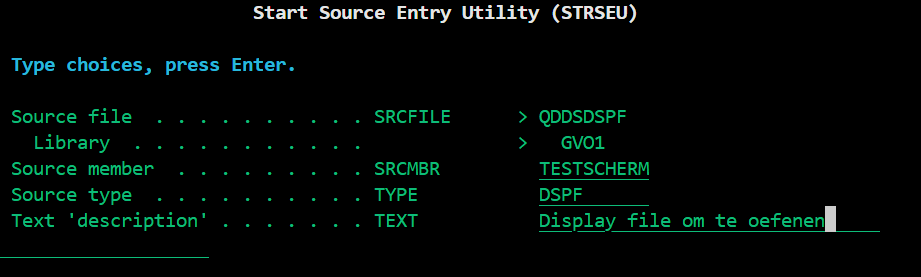 Start Source Entry Utility (STRSEU)
Type choices, press Enter.
Source file . . . . . . . . . . SRCFILE > QDDSDSPF
Library . . . . . . . . . . . > GVO1
Source member . . . . . . . . . SRCMBR TESTSCHERM
Source type . . . . . . . . . . TYPE DSPF
Text 'description' . . . . . . . TEXT Display file om te oefenen